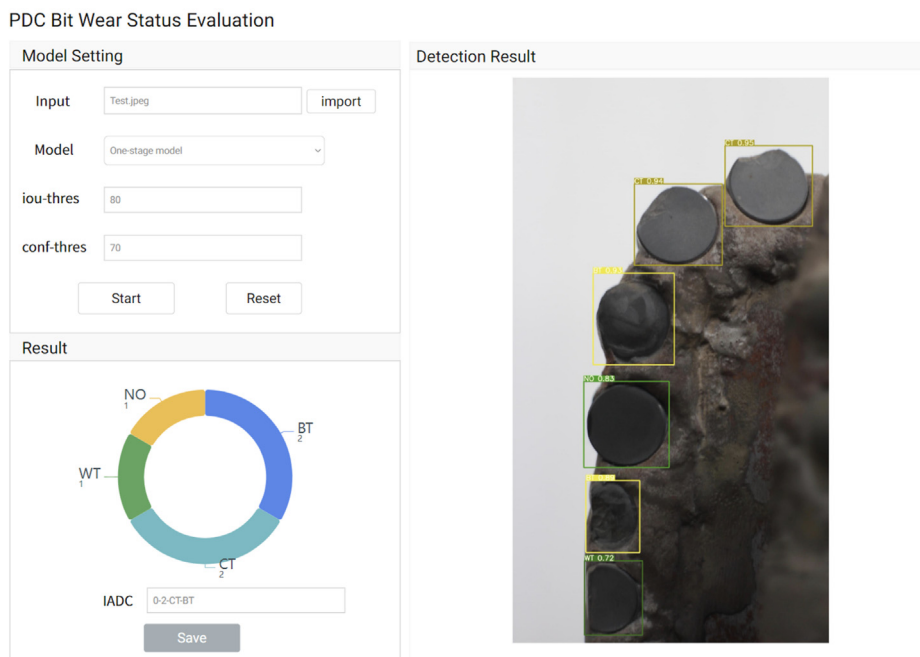 PDC Bit Wear Status Evaluation
Model Setting
Input
Test.jpeg
import
Model
One-stage model
iou-thres
80
conf-thres
70
Start
Reset
Result
NO
1
BT
2
WT
1
CT
2
IADC
0-2-CT-BT
Save
Detection Result
CT 0.95
CT 0.94
NO 0.83
WT 0.72